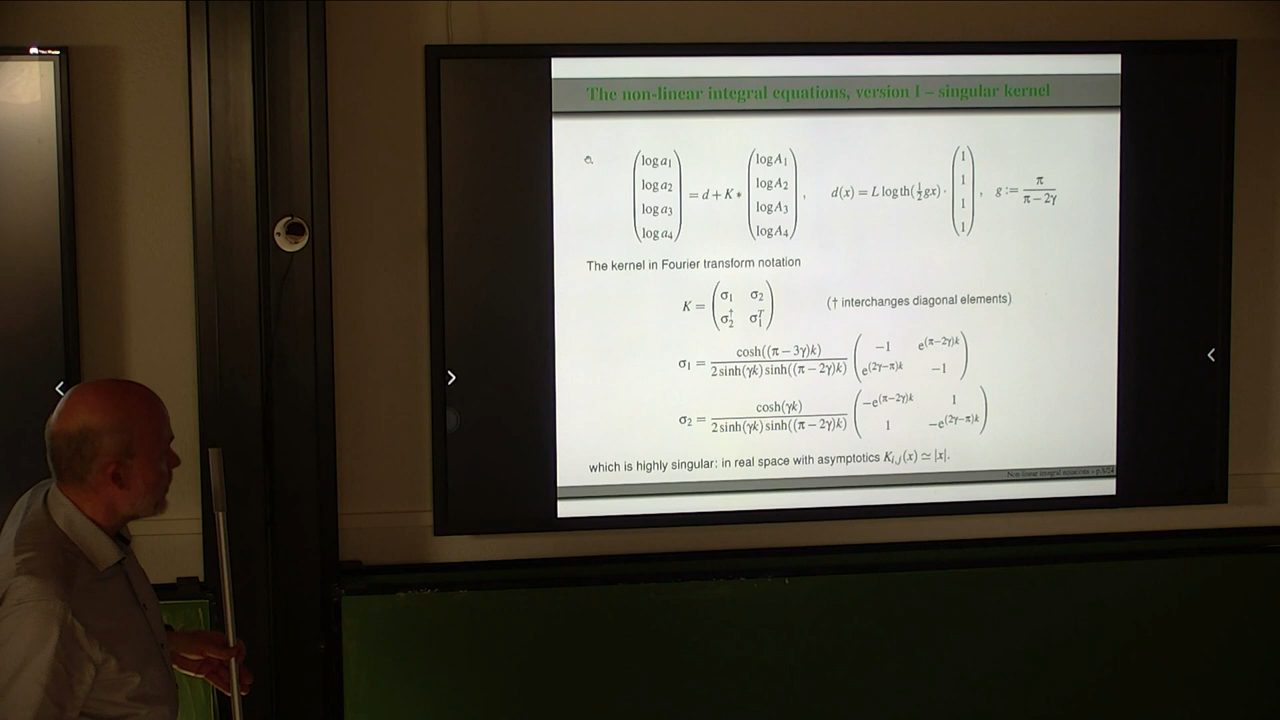 The non-linear integral equations, version I – singular kernel
(log a₁ log a₂ log a₃ log a₄) = d + K * (log A₁ log A₂ log A₃ log A₄), d(x) = L log th(½gx) · (1 1 1 1), g := π/(π − 2γ)
The kernel in Fourier transform notation
K = (σ₁ σ₂ σ₂† σ₁ᵀ) († interchanges diagonal elements)
σ₁ = cosh((π − 3γ)k) / 2 sinh(γk) sinh((π − 2γ)k) (−1 e^(π−2γ)k e^(2γ−π)k −1)
σ₂ = cosh(γk) / 2 sinh(γk) sinh((π − 2γ)k) (−e^(π−2γ)k 1 1 −e^(2γ−π)k)
which is highly singular: in real space with asymptotics K_{i,j}(x) ≃ |x|.
Non-linear integral equations